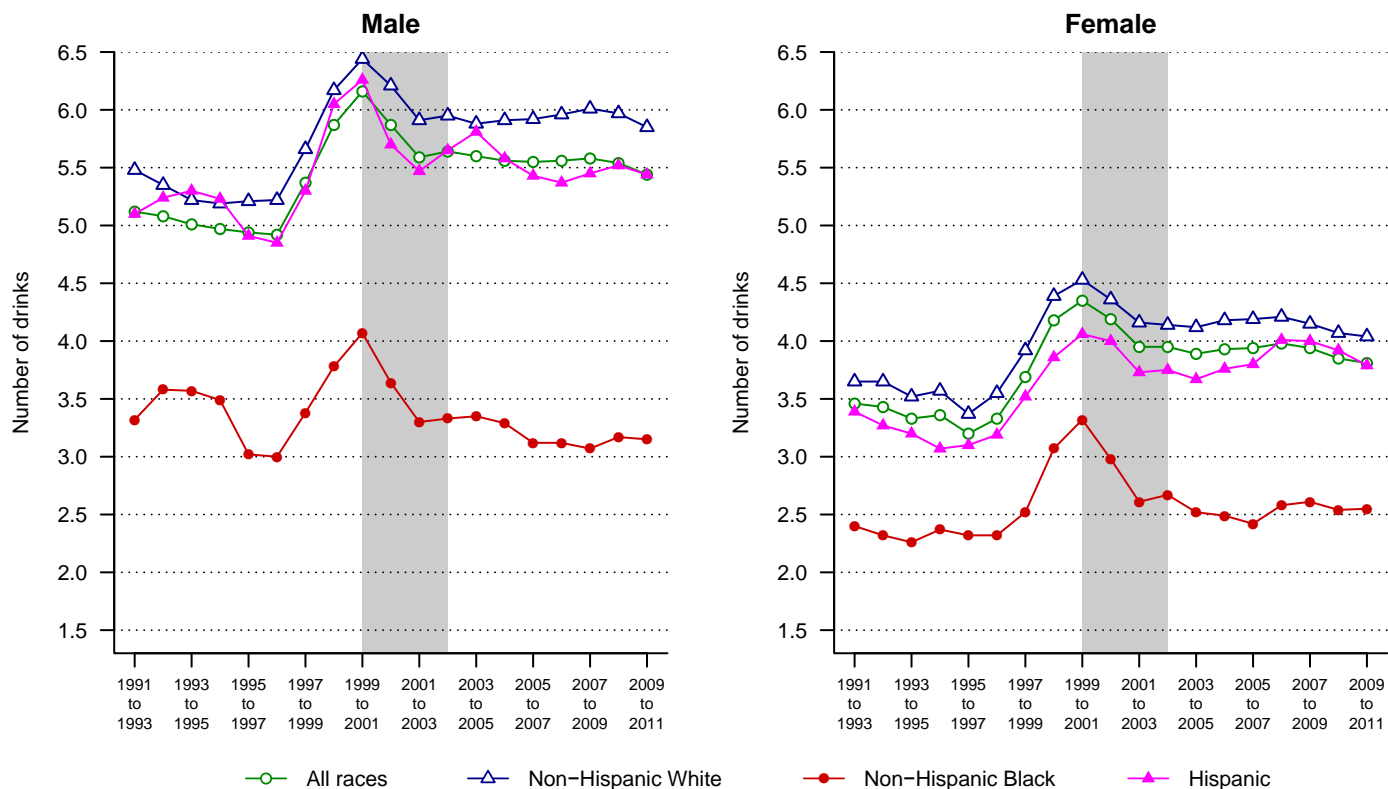 Male
Number of drinks
6.5
6.0
5.5
5.0
4.5
4.0
3.5
3.0
2.5
2.0
1.5
1991 1993 1995 1997 1999 2001 2003 2005 2007 2009
to to to to to to to to to to
1993 1995 1997 1999 2001 2003 2005 2007 2009 2011
Female
Number of drinks
6.5
6.0
5.5
5.0
4.5
4.0
3.5
3.0
2.5
2.0
1.5
1991 1993 1995 1997 1999 2001 2003 2005 2007 2009
to to to to to to to to to to
1993 1995 1997 1999 2001 2003 2005 2007 2009 2011
All races Non−Hispanic White Non−Hispanic Black Hispanic